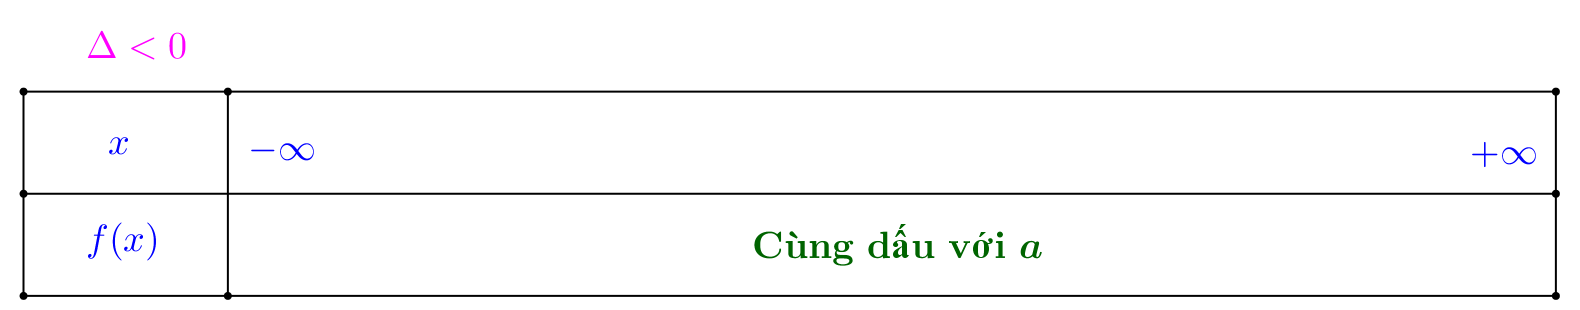 Δ < 0
x −∞ +∞
f(x) Cùng dấu với a